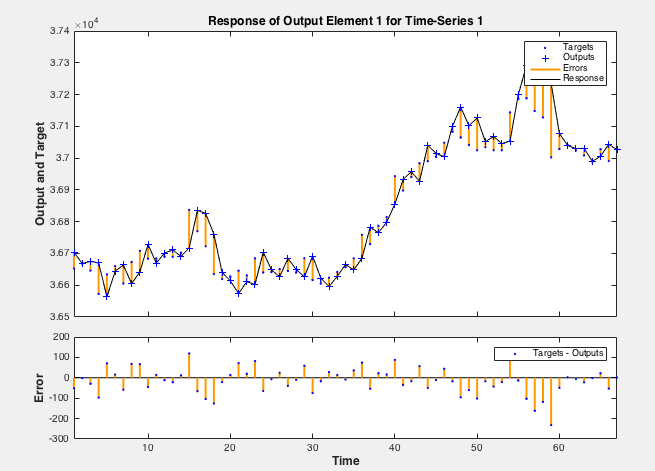 Response of Output Element 1 for Time-Series 1
×10⁴
3.74
3.73
3.72
3.71
3.7
3.69
3.68
3.67
3.66
3.65
Output and Target
Targets
Outputs
Errors
Response
200
100
0
-100
-200
-300
Error
Targets - Outputs
10
20
30
40
50
60
Time